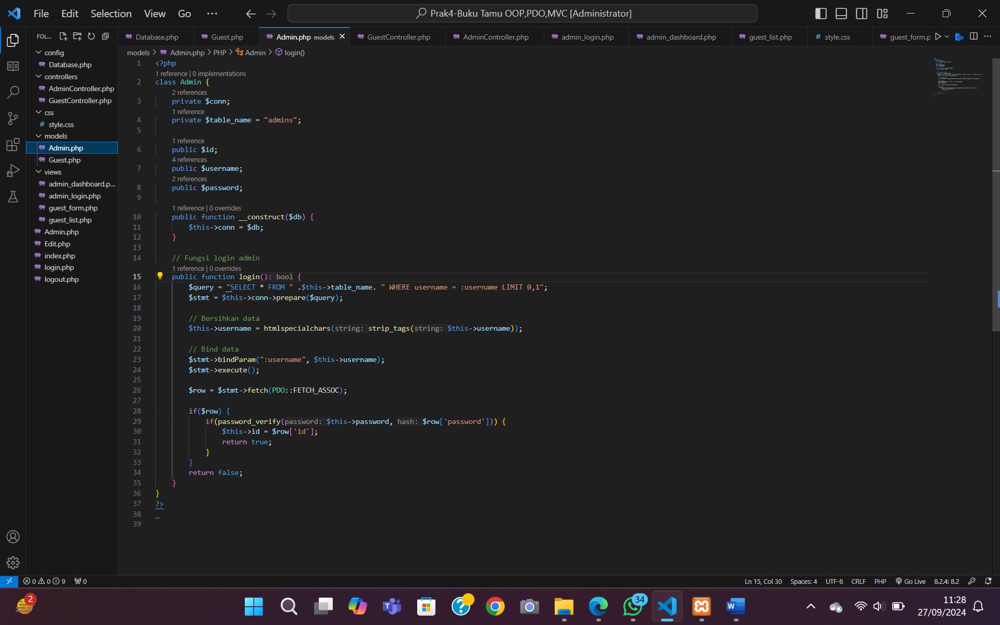 File Edit Selection View Go ··· Prak4-Buku Tamu OOP,PDO,MVC [Administrator]
FOL...
config
Database.php
controllers
AdminController.php
GuestController.php
css
# style.css
models
Admin.php
Guest.php
views
admin_dashboard.p...
admin_login.php
guest_form.php
guest_list.php
Admin.php
Edit.php
index.php
login.php
logout.php
Database.php Guest.php Admin.php models GuestController.php AdminController.php admin_login.php admin_dashboard.php guest_list.php # style.css guest_form.p
models > Admin.php > PHP > Admin > login()
1 <?php
1 reference | 0 implementations
2 class Admin {
2 references
3 private $conn;
1 reference
4 private $table_name = "admins";
5
1 reference
6 public $id;
4 references
7 public $username;
2 references
8 public $password;
9
1 reference | 0 overrides
10 public function __construct($db) {
11 $this->conn = $db;
12 }
13
14 // Fungsi login admin
1 reference | 0 overrides
15 public function login(): bool {
16 $query = "SELECT * FROM " .$this->table_name. " WHERE username = :username LIMIT 0,1";
17 $stmt = $this->conn->prepare($query);
18
19 // Bersihkan data
20 $this->username = htmlspecialchars(string: strip_tags(string: $this->username));
21
22 // Bind data
23 $stmt->bindParam(":username", $this->username);
24 $stmt->execute();
25
26 $row = $stmt->fetch(PDO::FETCH_ASSOC);
27
28 if($row) {
29 if(password_verify(password: $this->password, hash: $row['password'])) {
30 $this->id = $row['id'];
31 return true;
32 }
33 }
34 return false;
35 }
36 }
37 ?>
38
39
0 0 9 0 Ln 15, Col 30 Spaces: 4 UTF-8 CRLF PHP Go Live 8.2.4: 8.2
2 34 11:28
27/09/2024